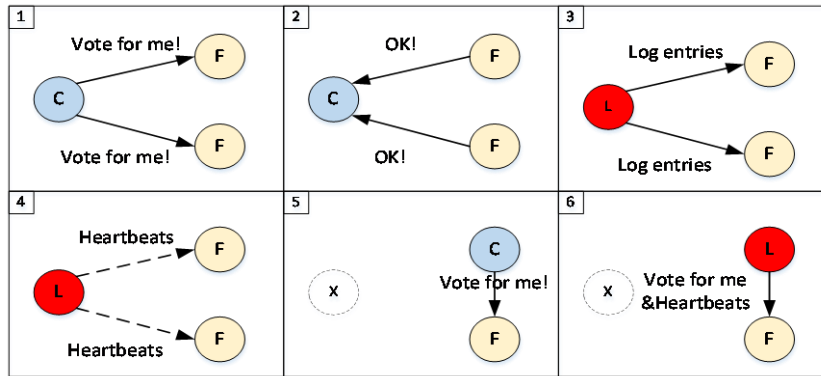 1
Vote for me!
F
C
Vote for me!
F
2
OK!
F
C
OK!
F
3
Log entries
F
L
Log entries
F
4
Heartbeats
F
L
Heartbeats
F
5
C
X
Vote for me!
F
6
L
X
Vote for me
&Heartbeats
F